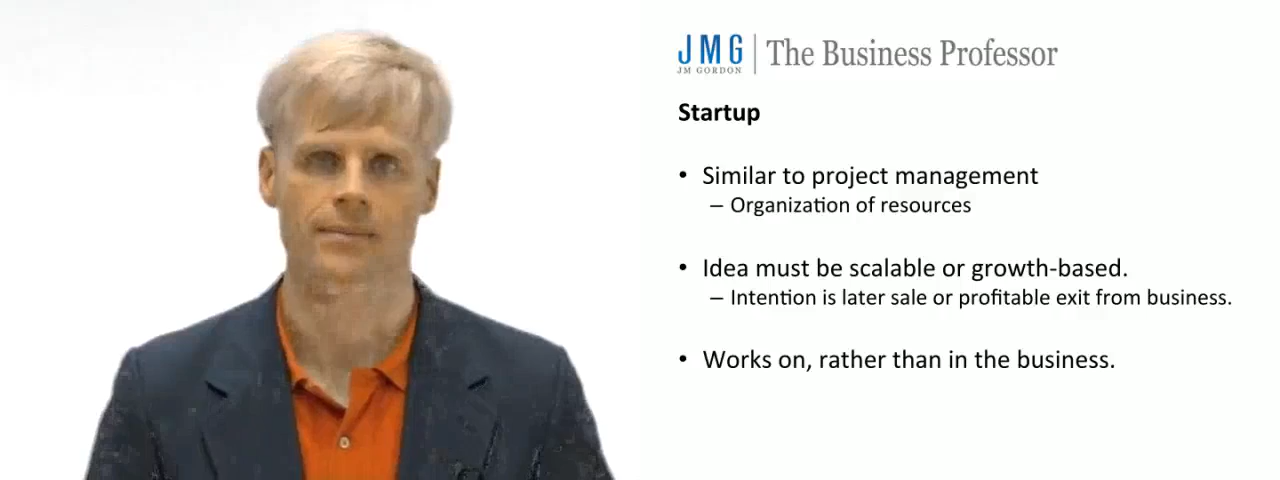 JMG | The Business Professor
JM GORDON
Startup
• Similar to project management
– Organization of resources
• Idea must be scalable or growth-based.
– Intention is later sale or profitable exit from business.
• Works on, rather than in the business.